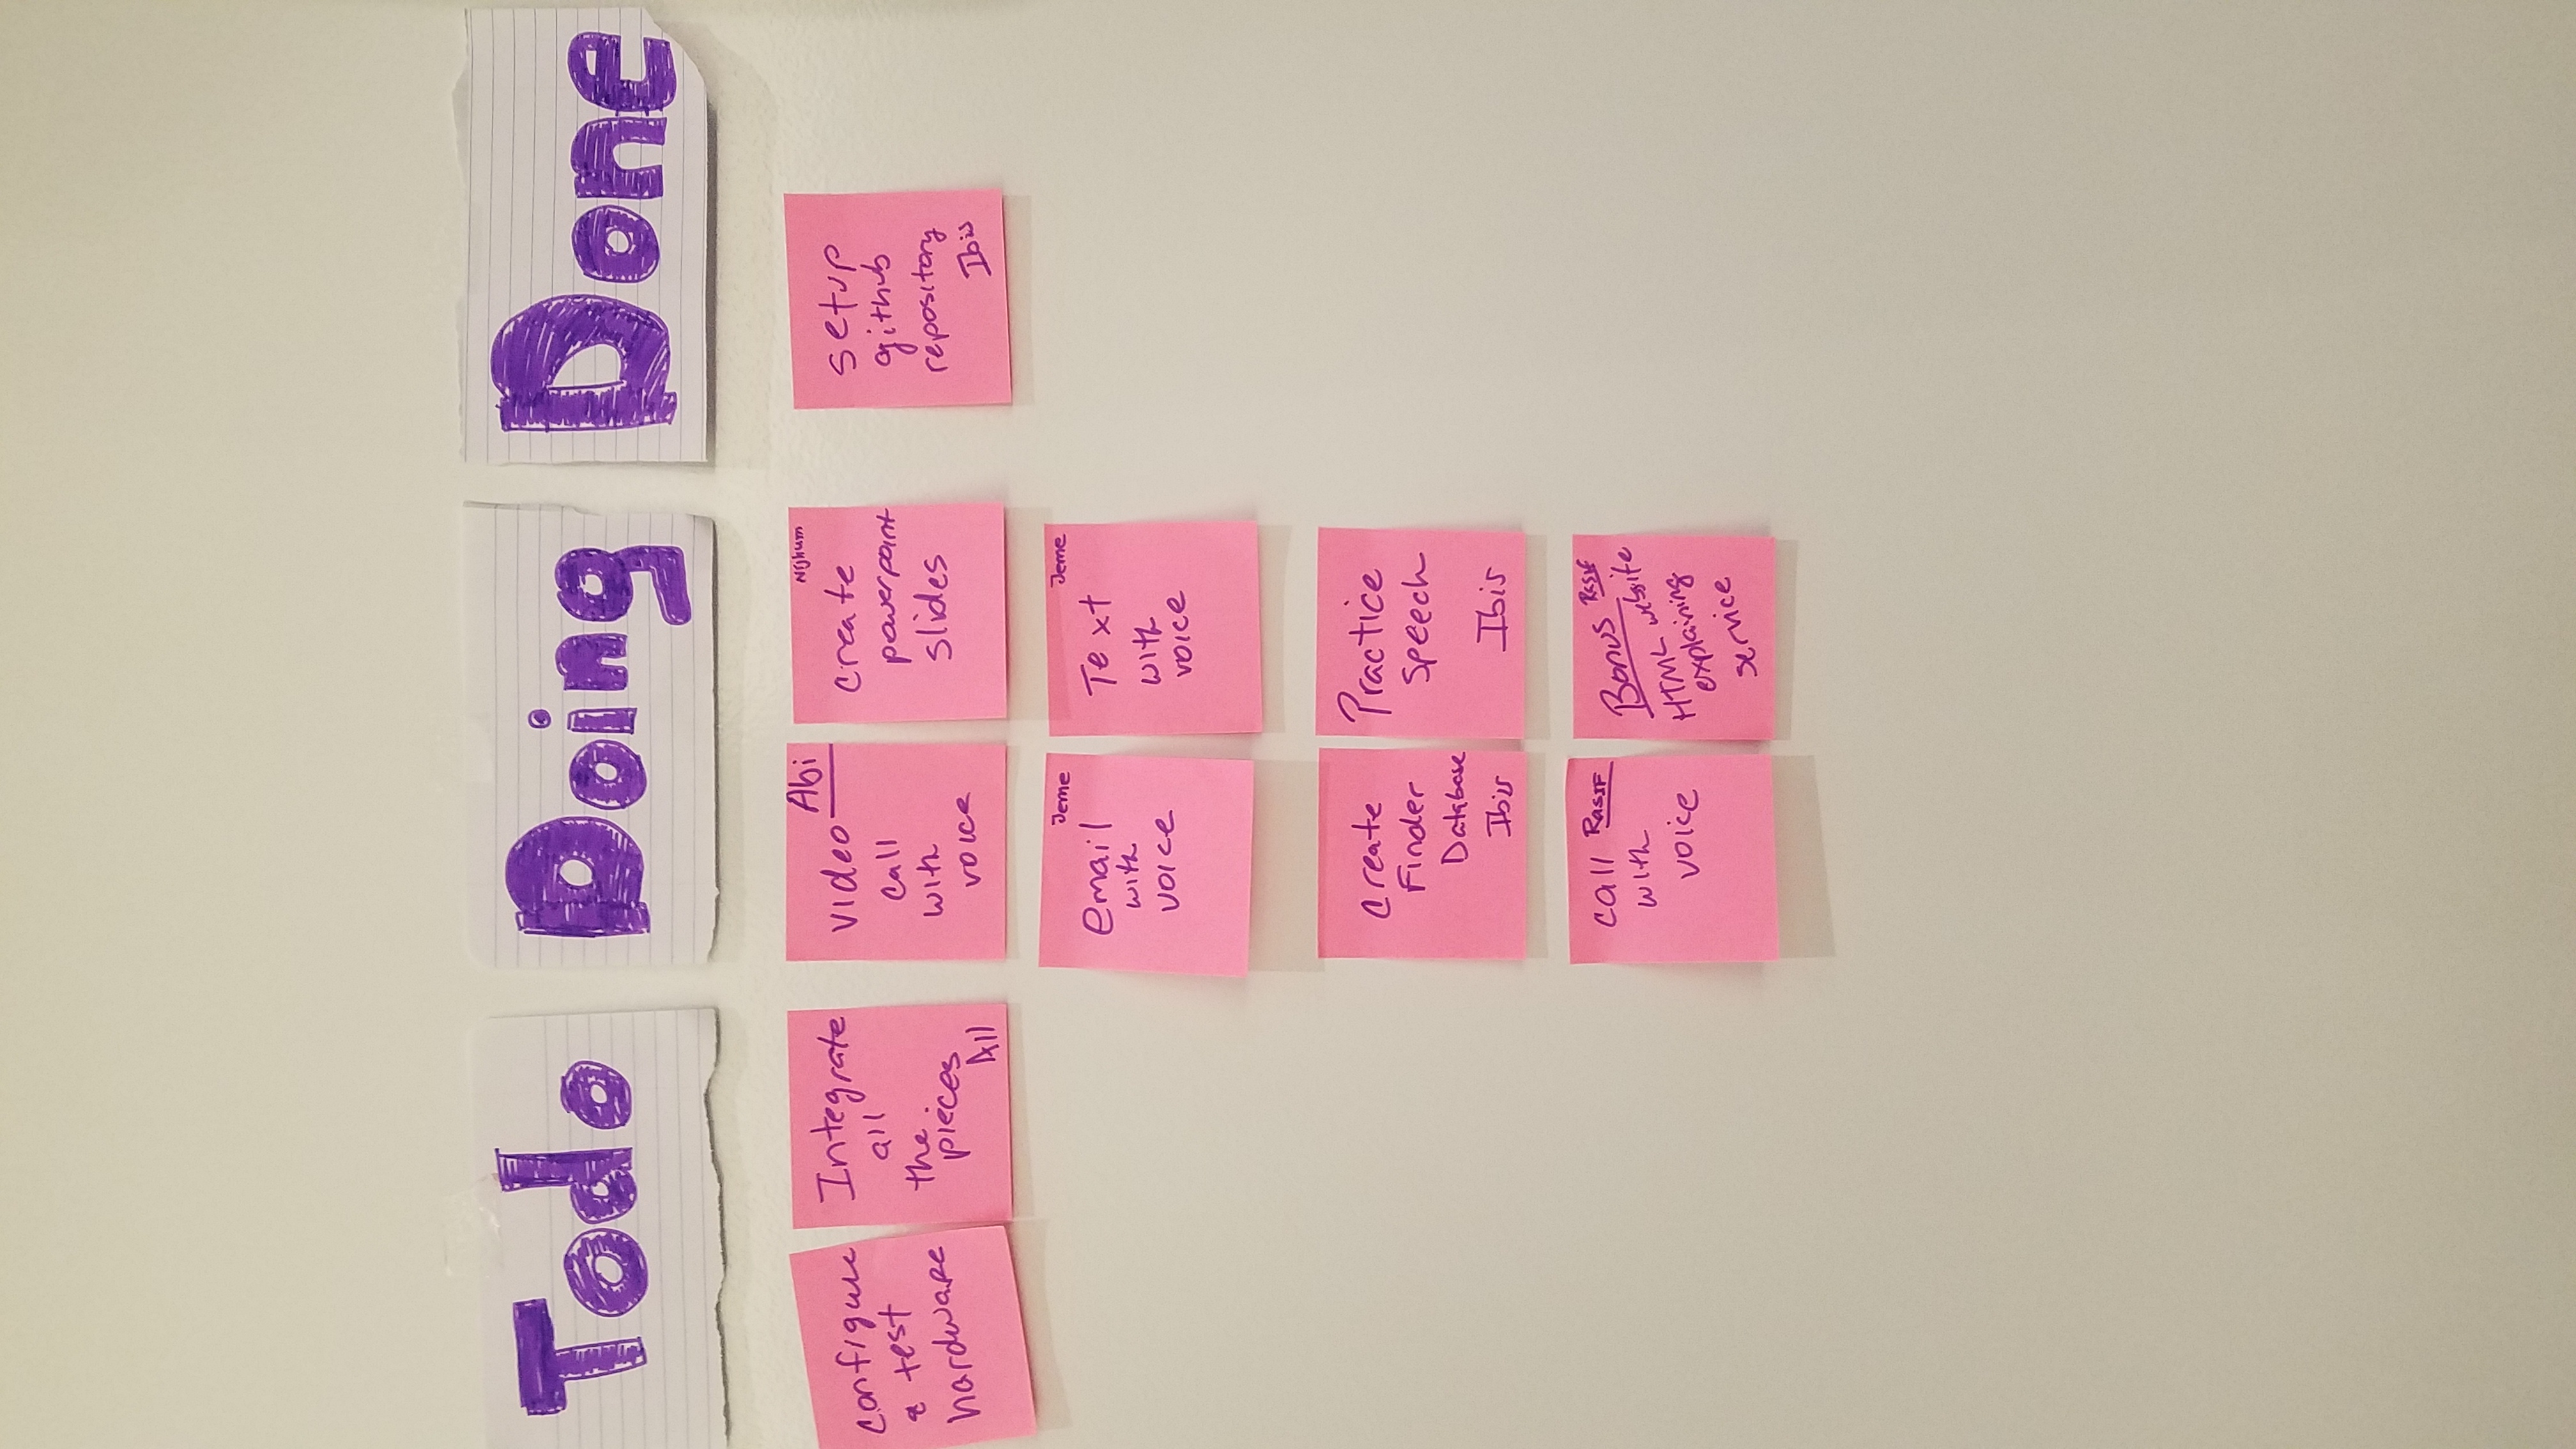 Todo
Doing
Done
configure
& test
hardware
Integrate
all
the
pieces
All
Abi
video
call
with
voice
Nijhum
create
powerpoint
slides
setup
github
repository
Ibis
Jeme
email
with
voice
Jeme
Text
with
voice
create
Finder
Database
Ibis
Practice
Speech
Ibis
call Rasif
with
voice
Bonus Rasif
HTML website
explaining
service